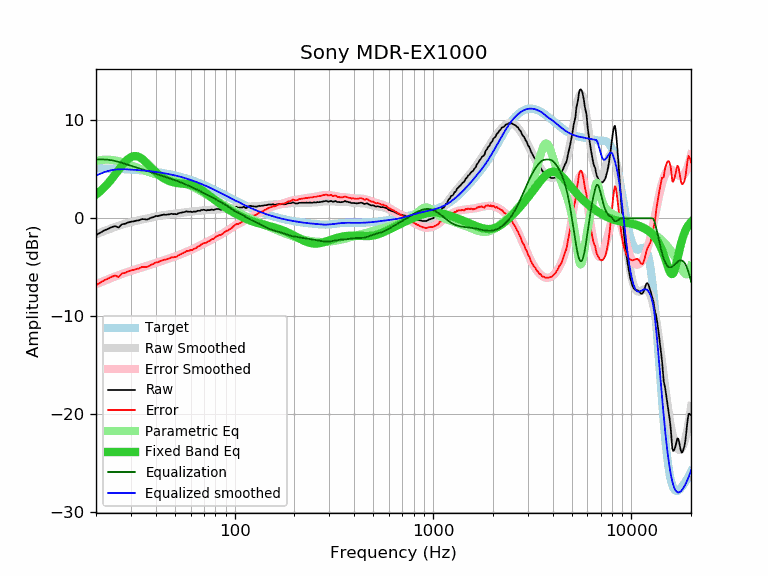 Sony MDR-EX1000
Amplitude (dBr)
10
0
−10
−20
−30
Target
Raw Smoothed
Error Smoothed
Raw
Error
Parametric Eq
Fixed Band Eq
Equalization
Equalized smoothed
100
1000
10000
Frequency (Hz)